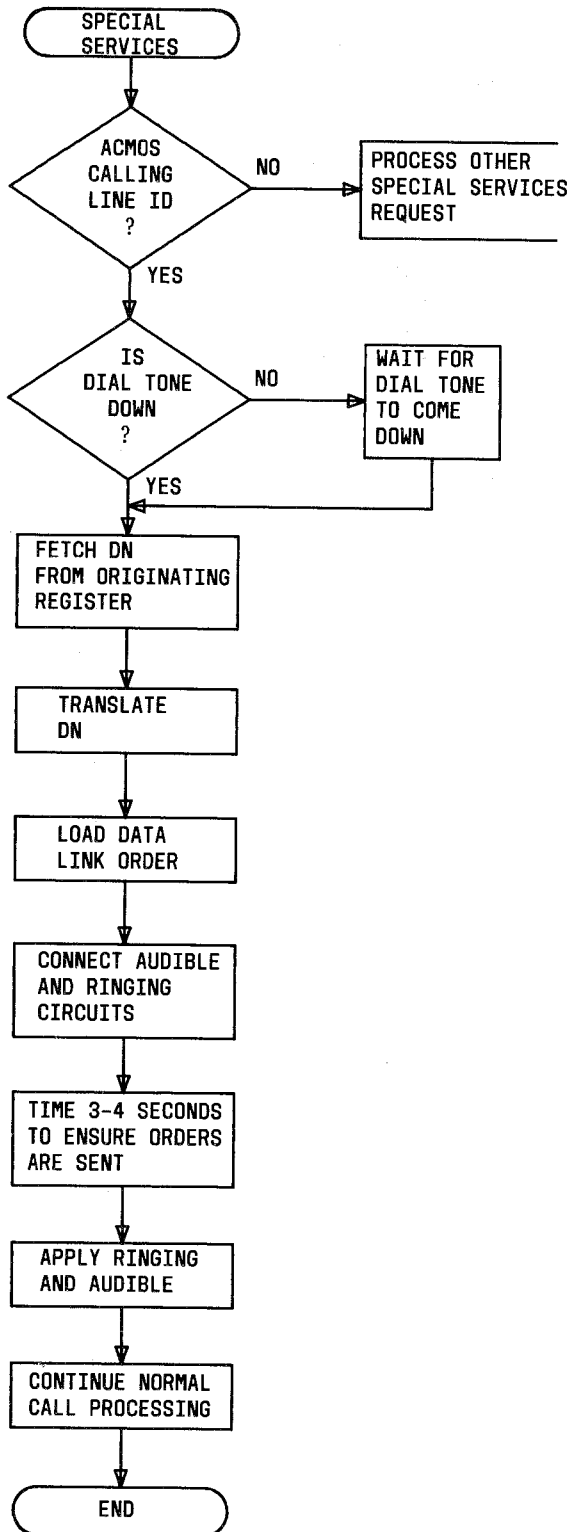 SPECIAL
SERVICES
ACMOS
CALLING
LINE ID
?
NO
PROCESS OTHER
SPECIAL SERVICES
REQUEST
YES
IS
DIAL TONE
DOWN
?
NO
WAIT FOR
DIAL TONE
TO COME
DOWN
YES
FETCH DN
FROM ORIGINATING
REGISTER
TRANSLATE
DN
LOAD DATA
LINK ORDER
CONNECT AUDIBLE
AND RINGING
CIRCUITS
TIME 3-4 SECONDS
TO ENSURE ORDERS
ARE SENT
APPLY RINGING
AND AUDIBLE
CONTINUE NORMAL
CALL PROCESSING
END